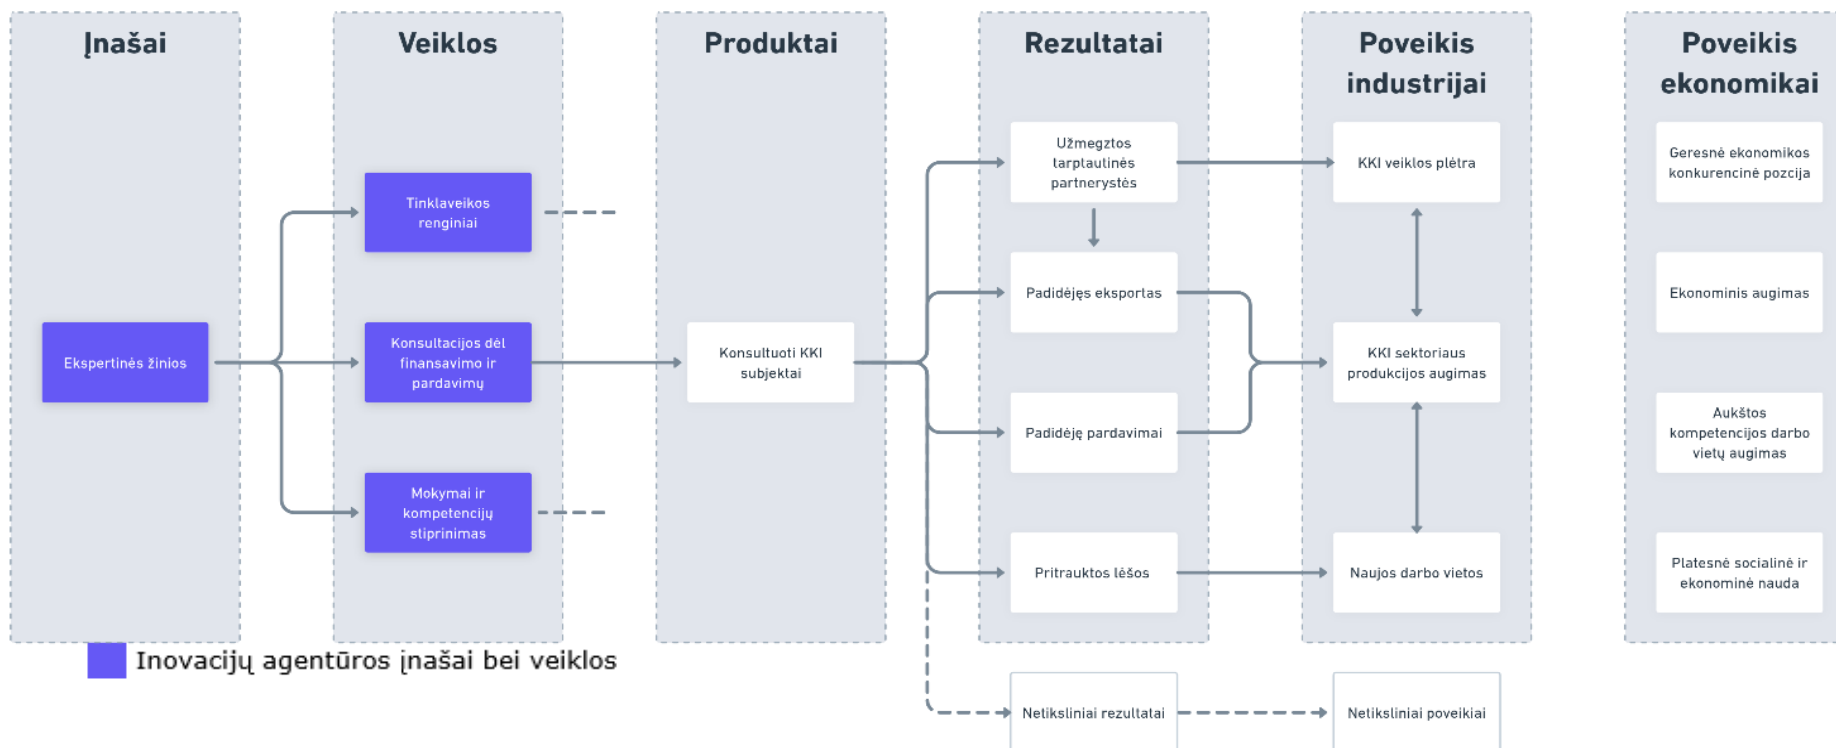 Įnašai
Veiklos
Produktai
Rezultatai
Poveikis
industrijai
Poveikis
ekonomikai
Ekspertinės žinios
Tinklaveikos
renginiai
Konsultacijos dėl
finansavimo ir
pardavimų
Mokymai ir
kompetencijų
stiprinimas
Konsultuoti KKI
subjektai
Užmegztos
tarptautinės
partnerystės
Padidėjęs eksportas
Padidėję pardavimai
Pritrauktos lėšos
Netiksliniai rezultatai
KKI veiklos plėtra
KKI sektoriaus
produkcijos augimas
Naujos darbo vietos
Netiksliniai poveikiai
Geresnė ekonomikos
konkurencinė pozcija
Ekonominis augimas
Aukštos
kompetencijos darbo
vietų augimas
Platesnė socialinė ir
ekonominė nauda
Inovacijų agentūros įnašai bei veiklos